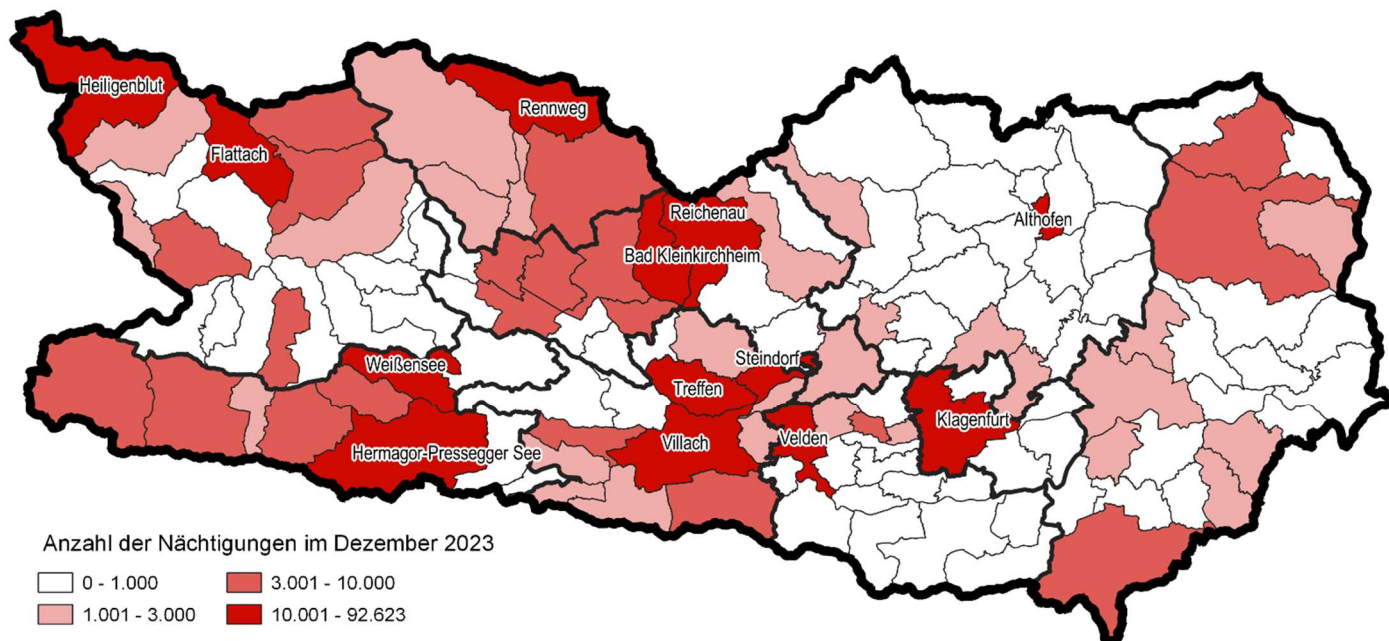 Heiligenblut
Rennweg
Flattach
Reichenau
Althofen
Bad Kleinkirchheim
Steindorf
Weißensee
Treffen
Klagenfurt
Velden
Villach
Hermagor-Pressegger See
Anzahl der Nächtigungen im Dezember 2023
0 - 1.000
3.001 - 10.000
1.001 - 3.000
10.001 - 92.623